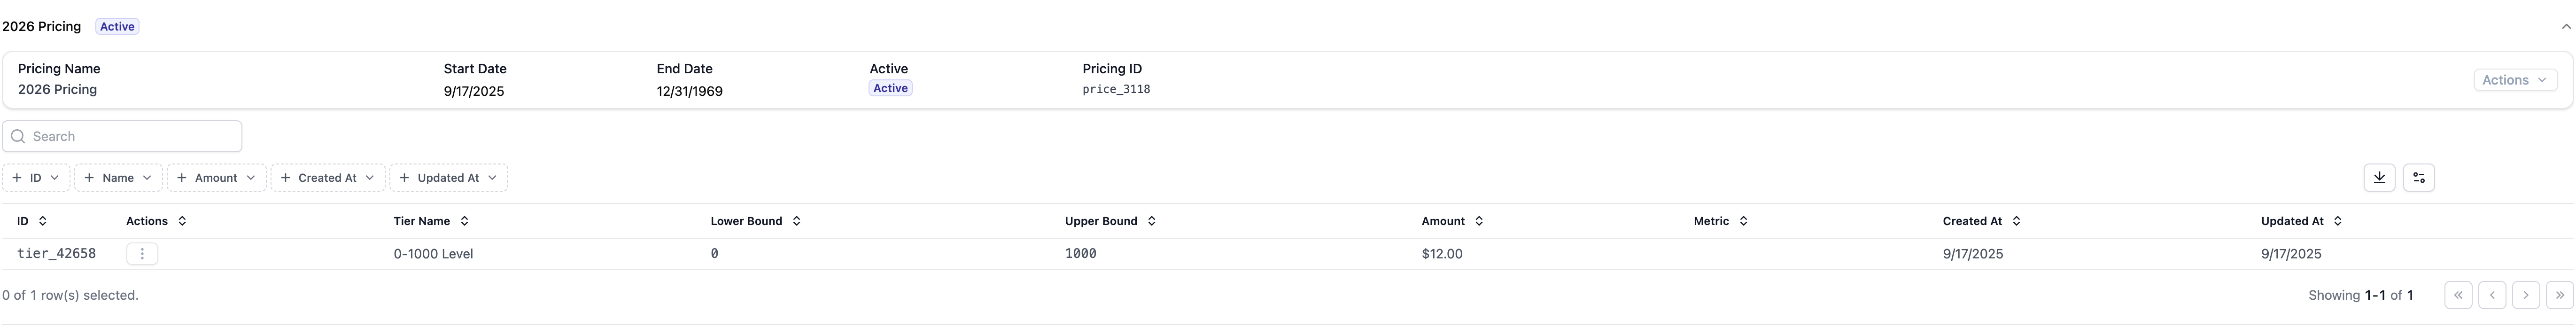 2026 Pricing Active
Pricing Name Start Date End Date Active Pricing ID
2026 Pricing 9/17/2025 12/31/1969 Active price_3118
Actions
Search
ID Name Amount Created At Updated At
ID Actions Tier Name Lower Bound Upper Bound Amount Metric Created At Updated At
tier_42658 0-1000 Level 0 1000 $12.00 9/17/2025 9/17/2025
0 of 1 row(s) selected. Showing 1-1 of 1